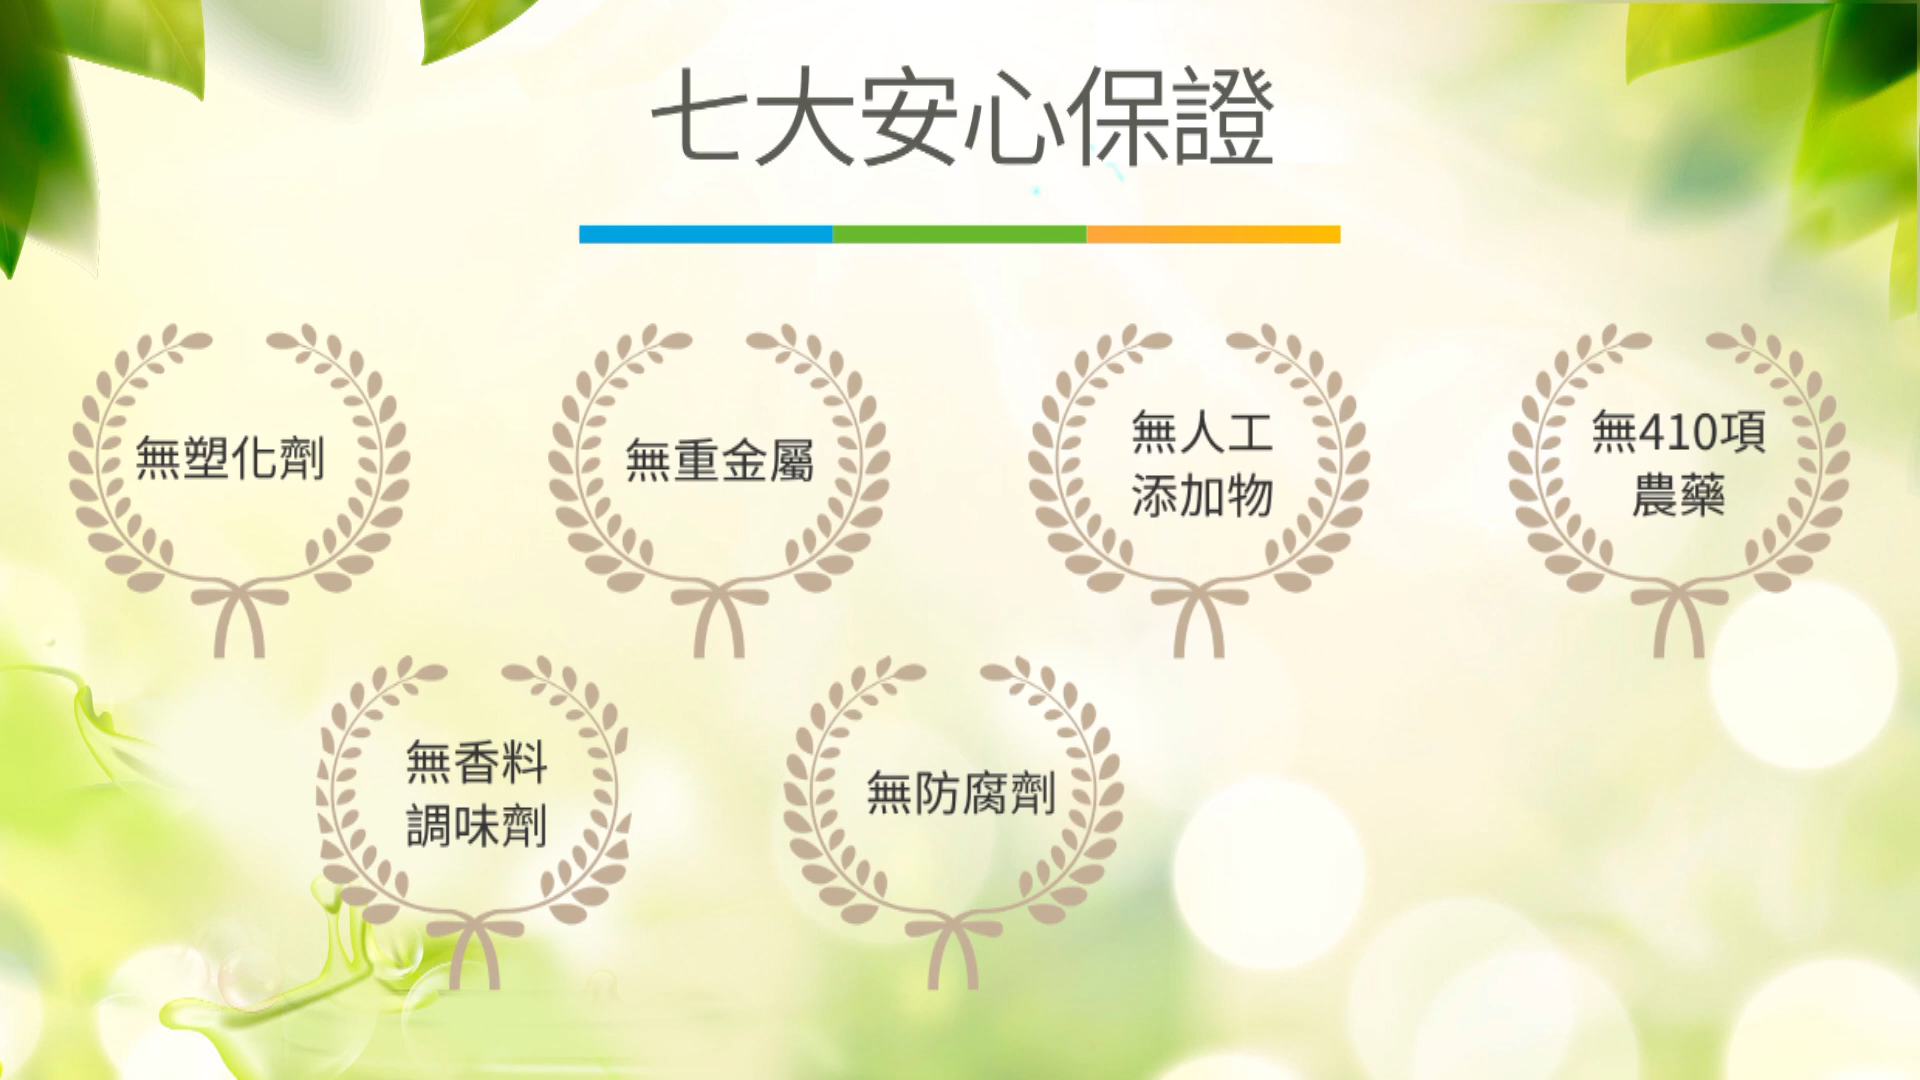 七大安心保證
無塑化劑
無重金屬
無人工
添加物
無410項
農藥
無香料
調味劑
無防腐劑